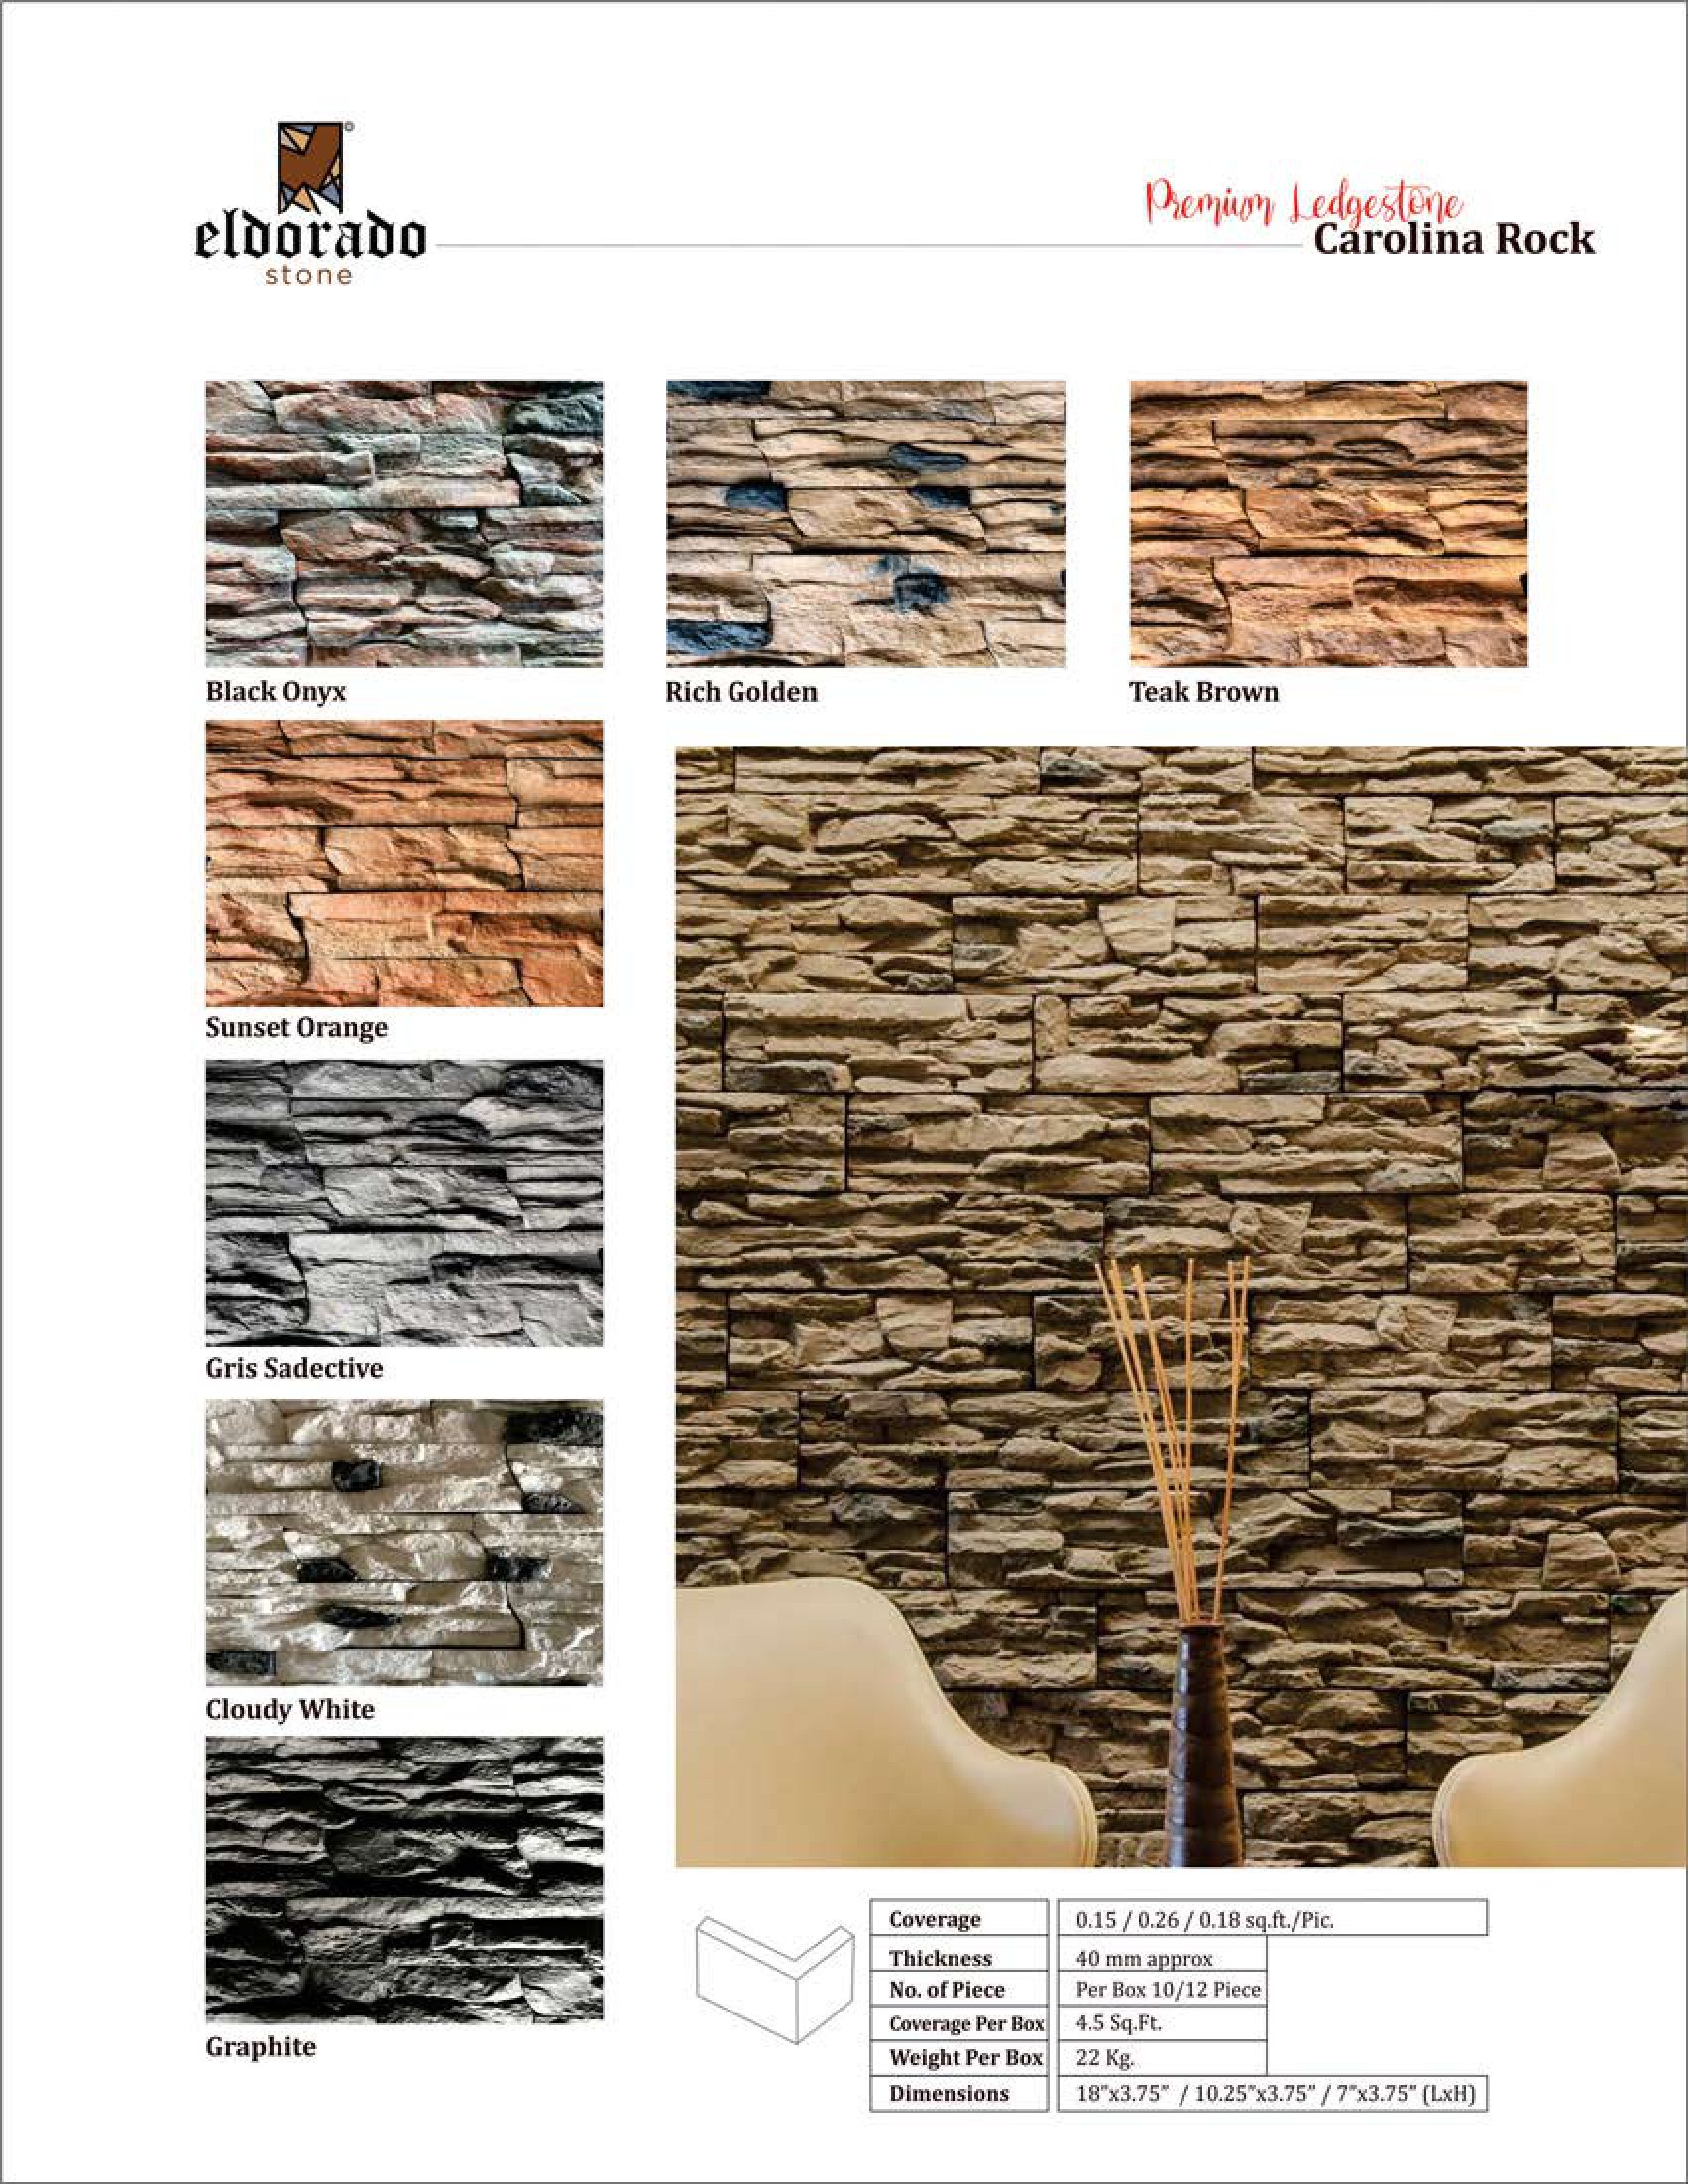 eldorado
stone
Premium Ledgestone
Carolina Rock
Black Onyx
Rich Golden
Teak Brown
Sunset Orange
Gris Sadective
Cloudy White
Graphite
Coverage 0.15 / 0.26 / 0.18 sq.ft./Pic.
Thickness 40 mm approx
No. of Piece Per Box 10/12 Piece
Coverage Per Box 4.5 Sq.Ft.
Weight Per Box 22 Kg.
Dimensions 18”x3.75” / 10.25”x3.75” / 7”x3.75” (LxH)